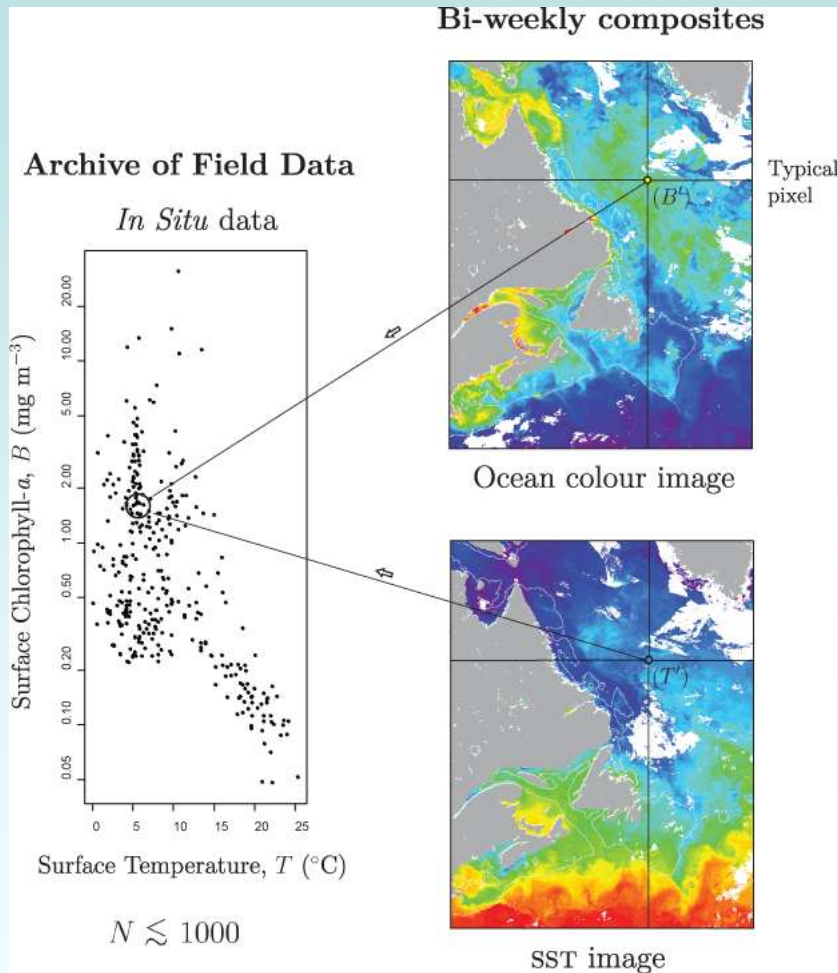 Bi-weekly composites
Archive of Field Data
In Situ data
Surface Chlorophyll-a, B (mg m⁻³)
20.00
10.00
5.00
2.00
1.00
0.50
0.20
0.10
0.05
0 5 10 15 20 25
Surface Temperature, T (°C)
N ≲ 1000
Typical
pixel
(B′)
Ocean colour image
(T′)
SST image